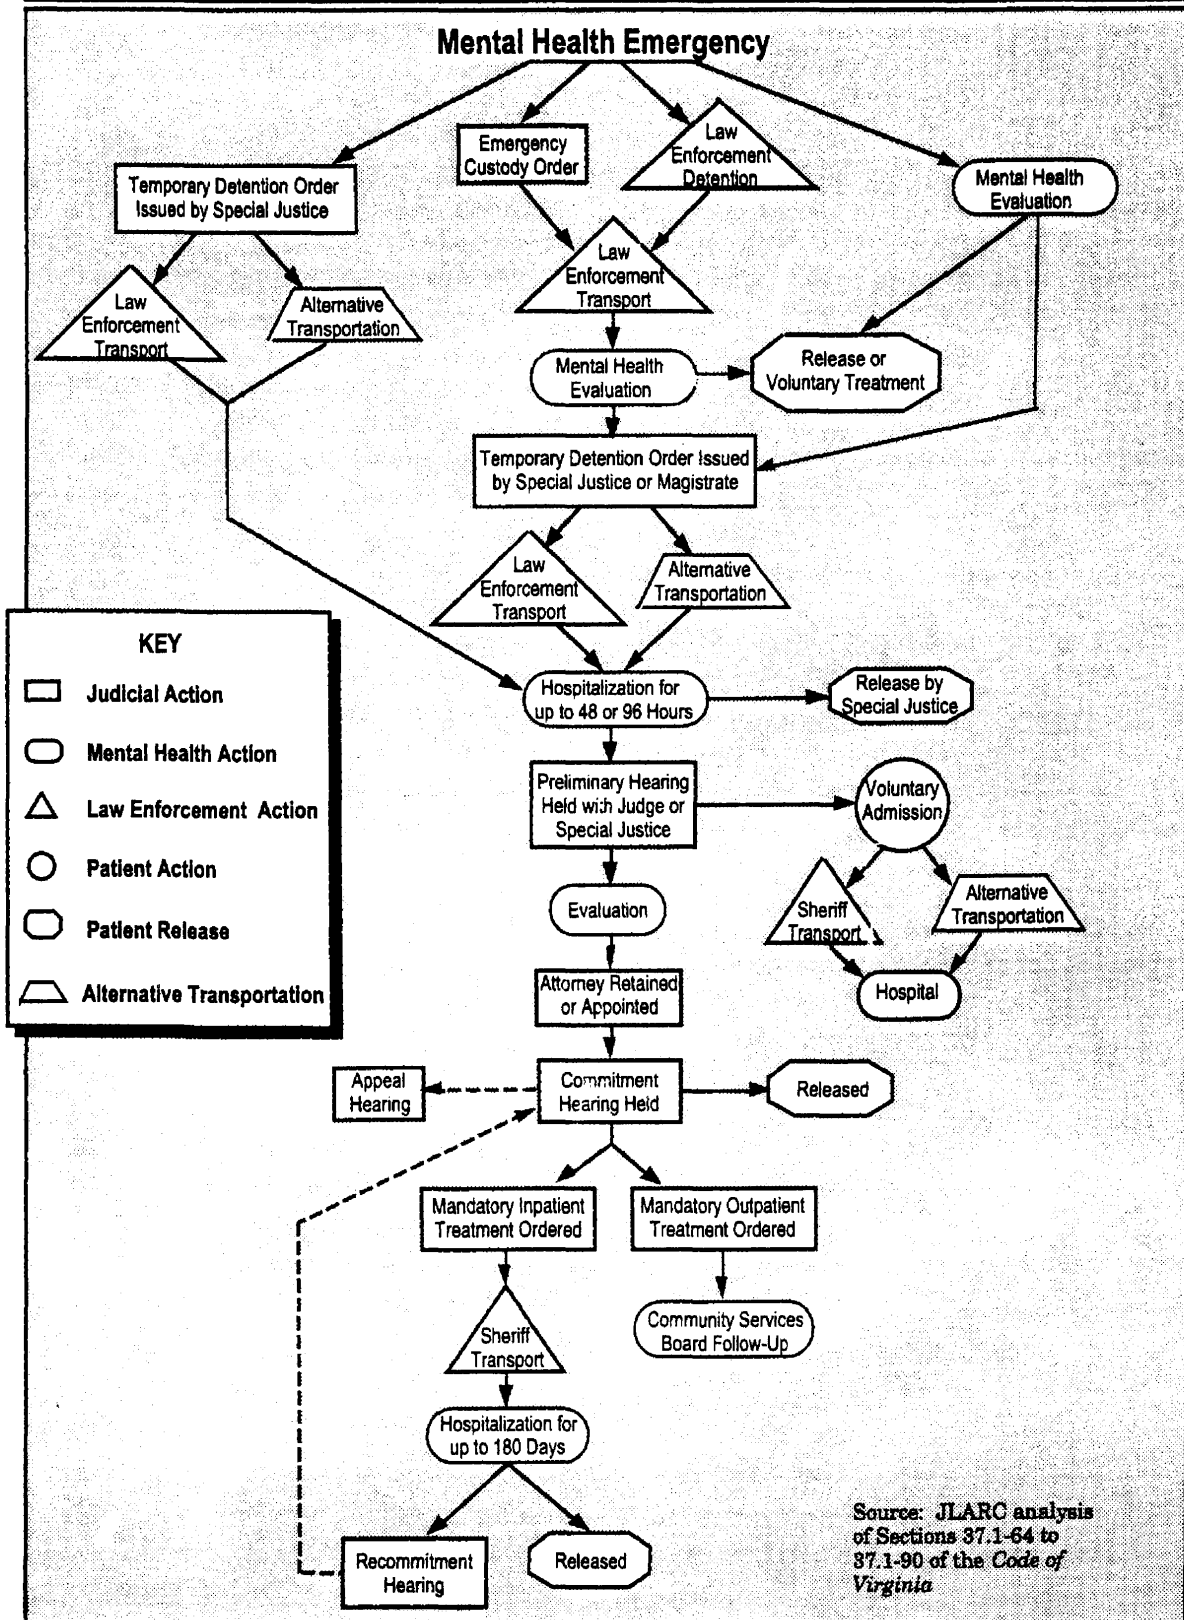 Mental Health Emergency
Temporary Detention Order
Issued by Special Justice
Emergency
Custody Order
Law
Enforcement
Detention
Mental Health
Evaluation
Law
Enforcement
Transport
Alternative
Transportation
Law
Enforcement
Transport
Mental Health
Evaluation
Release or
Voluntary Treatment
Temporary Detention Order Issued
by Special Justice or Magistrate
Law
Enforcement
Transport
Alternative
Transportation
Hospitalization for
up to 48 or 96 Hours
Release by
Special Justice
Preliminary Hearing
Held with Judge or
Special Justice
Voluntary
Admission
Evaluation
Sheriff
Transport
Alternative
Transportation
Hospital
Attorney Retained
or Appointed
Appeal
Hearing
Commitment
Hearing Held
Released
Mandatory Inpatient
Treatment Ordered
Mandatory Outpatient
Treatment Ordered
Sheriff
Transport
Community Services
Board Follow-Up
Hospitalization for
up to 180 Days
Recommitment
Hearing
Released
KEY
Judicial Action
Mental Health Action
Law Enforcement Action
Patient Action
Patient Release
Alternative Transportation
Source: JLARC analysis
of Sections 37.1-64 to
37.1-90 of the Code of
Virginia